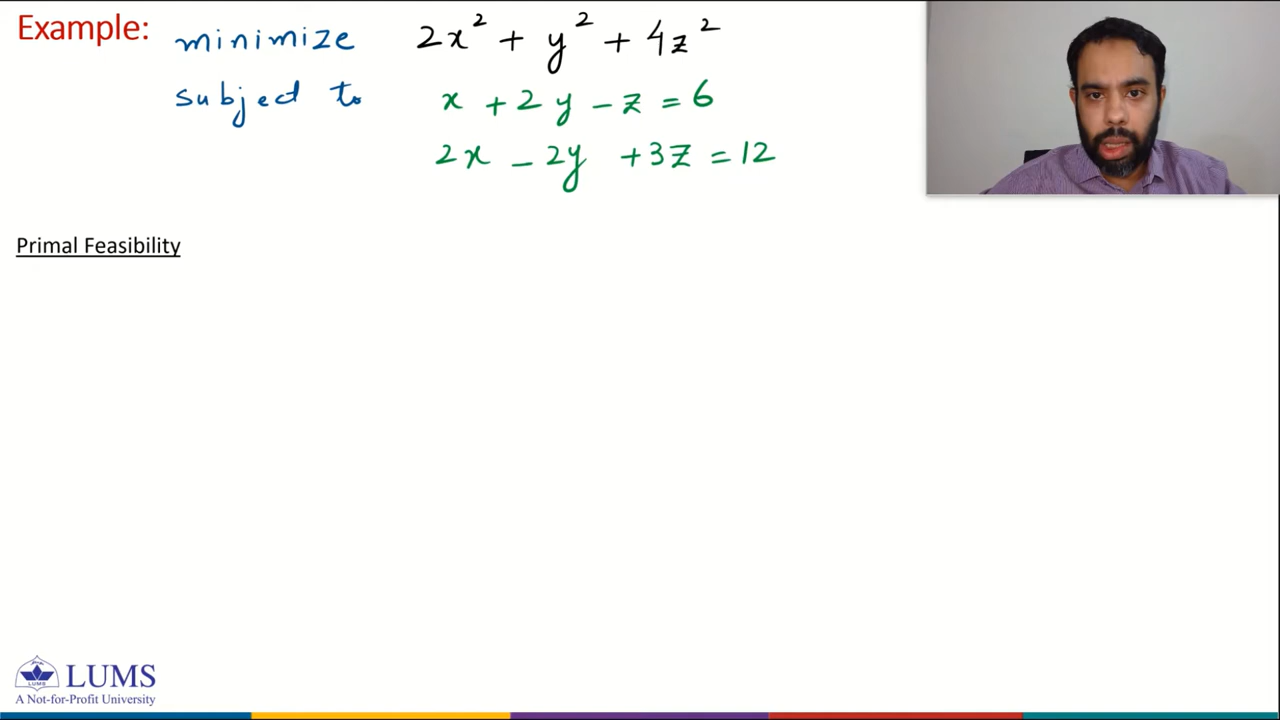 Example: minimize 2x² + y² + 4z²
subject to x + 2y - z = 6
2x - 2y + 3z = 12
Primal Feasibility
LUMS
A Not-for-Profit University